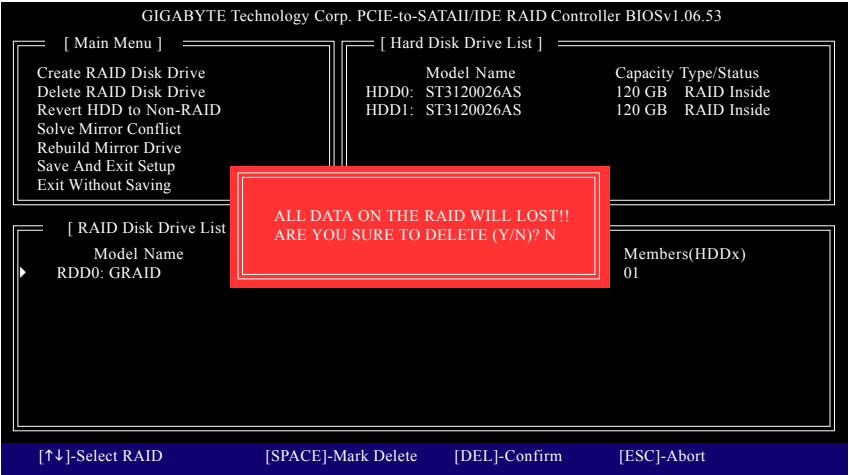 GIGABYTE Technology Corp. PCIE-to-SATAII/IDE RAID Controller BIOSv1.06.53
[ Main Menu ]
Create RAID Disk Drive
Delete RAID Disk Drive
Revert HDD to Non-RAID
Solve Mirror Conflict
Rebuild Mirror Drive
Save And Exit Setup
Exit Without Saving
[ Hard Disk Drive List ]
Model Name Capacity Type/Status
HDD0: ST3120026AS 120 GB RAID Inside
HDD1: ST3120026AS 120 GB RAID Inside
ALL DATA ON THE RAID WILL LOST!!
ARE YOU SURE TO DELETE (Y/N)? N
[ RAID Disk Drive List
Model Name Members(HDDx)
RDD0: GRAID 01
[↑↓]-Select RAID [SPACE]-Mark Delete [DEL]-Confirm [ESC]-Abort